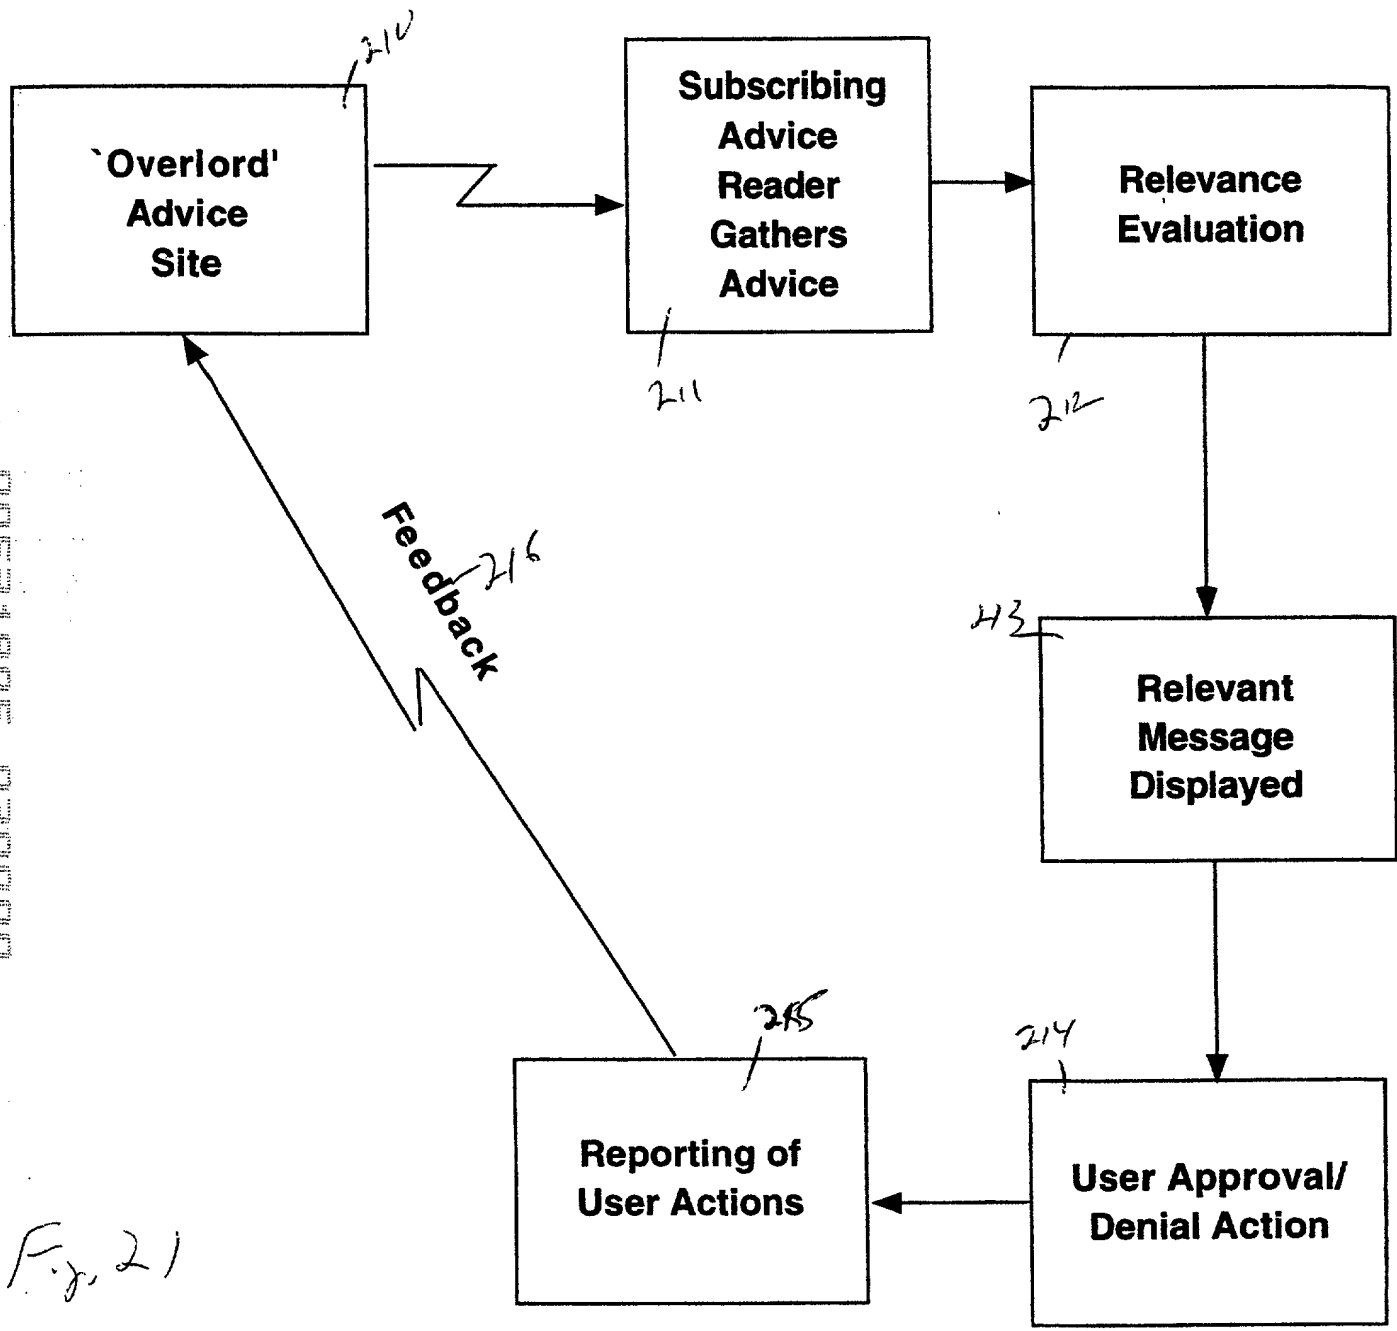 210
`Overlord'
Advice
Site
Subscribing
Advice
Reader
Gathers
Advice
211
Relevance
Evaluation
212
Feedback
216
213
Relevant
Message
Displayed
214
User Approval/
Denial Action
215
Reporting of
User Actions
Fig. 21